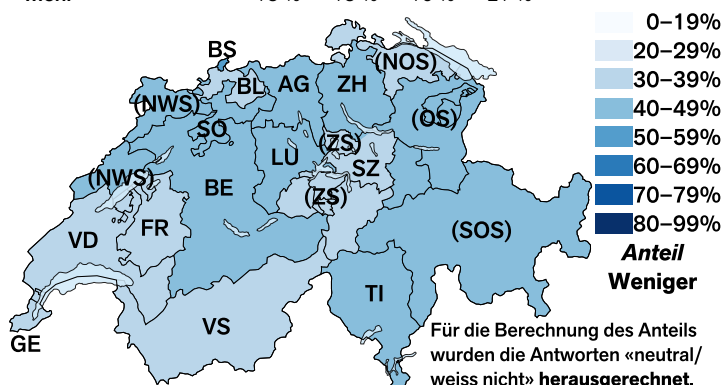 BS
(NOS)
BL AG ZH
(NWS)
SO (OS)
(ZS)
LU SZ
(NWS)
BE (ZS)
FR
VD (SOS)
TI
VS
GE
0–19%
20–29%
30–39%
40–49%
50–59%
60–69%
70–79%
80–99%
Anteil
Weniger
Für die Berechnung des Anteils
wurden die Antworten «neutral/
weiss nicht» herausgerechnet.